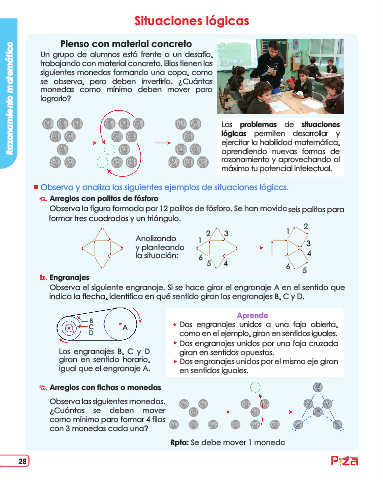 Situaciones lógicas
Razonamiento matemático
Pienso con material concreto
Un grupo de alumnos está frente a un desafío,
trabajando con material concreto. Ellos tienen las
siguientes monedas formando una copa, como
se observa, pero deben invertirlo. ¿Cuántas
monedas como mínimo deben mover para
lograrlo?
Los problemas de situaciones
lógicas permiten desarrollar y
ejercitar la habilidad matemática,
aprendiendo nuevas formas de
razonamiento y aprovechando al
máximo tu potencial intelectual.
Observa y analiza los siguientes ejemplos de situaciones lógicas.
a. Arreglos con palitos de fósforo
Observa la figura formada por 12 palitos de fósforo. Se han movido seis palitos para
formar tres cuadrados y un triángulo.
Analizando
y planteando
la situación:
1 2 3
6 5 4
1 2
3
4
6 5
b. Engranajes
Observa el siguiente engranaje. Si se hace girar el engranaje A en el sentido que
indica la flecha, identifica en qué sentido giran los engranajes B, C y D.
B
C
D
A
Los engranajes B, C y D
giran en sentido horario,
igual que el engranaje A.
Aprende
Dos engranajes unidos a una faja abierta,
como en el ejemplo, giran en sentidos iguales.
Dos engranajes unidos por una faja cruzada
giran en sentidos opuestos.
Dos engranajes unidos por el mismo eje giran
en sentidos iguales.
c. Arreglos con fichas o monedas
Observa las siguientes monedas.
¿Cuántas se deben mover
como mínimo para formar 4 filas
con 3 monedas cada una?
Rpta: Se debe mover 1 moneda
28